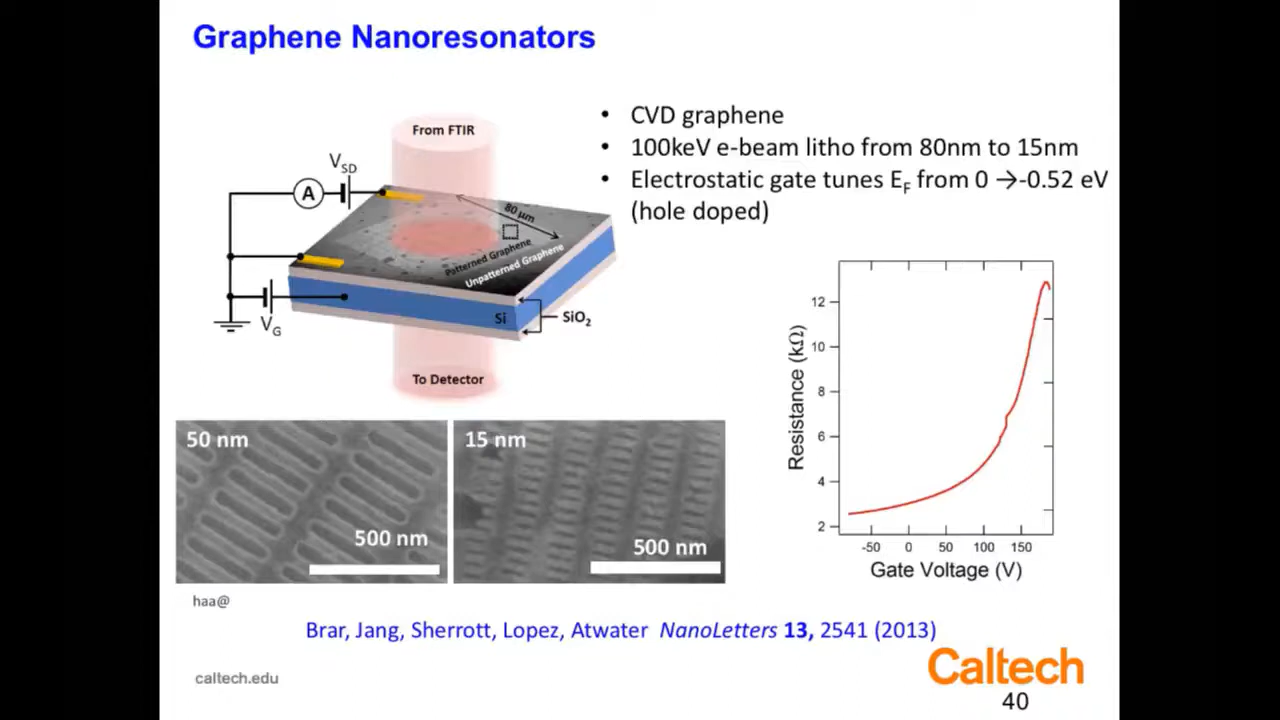 Graphene Nanoresonators
From FTIR
V_SD
A
80 μm
Patterned Graphene
Unpatterned Graphene
Si
SiO₂
V_G
To Detector
• CVD graphene
• 100keV e-beam litho from 80nm to 15nm
• Electrostatic gate tunes E_F from 0 →-0.52 eV
(hole doped)
50 nm
500 nm
15 nm
500 nm
Resistance (kΩ)
12
10
8
6
4
2
-50 0 50 100 150
Gate Voltage (V)
haa@
Brar, Jang, Sherrott, Lopez, Atwater NanoLetters 13, 2541 (2013)
caltech.edu
Caltech
40